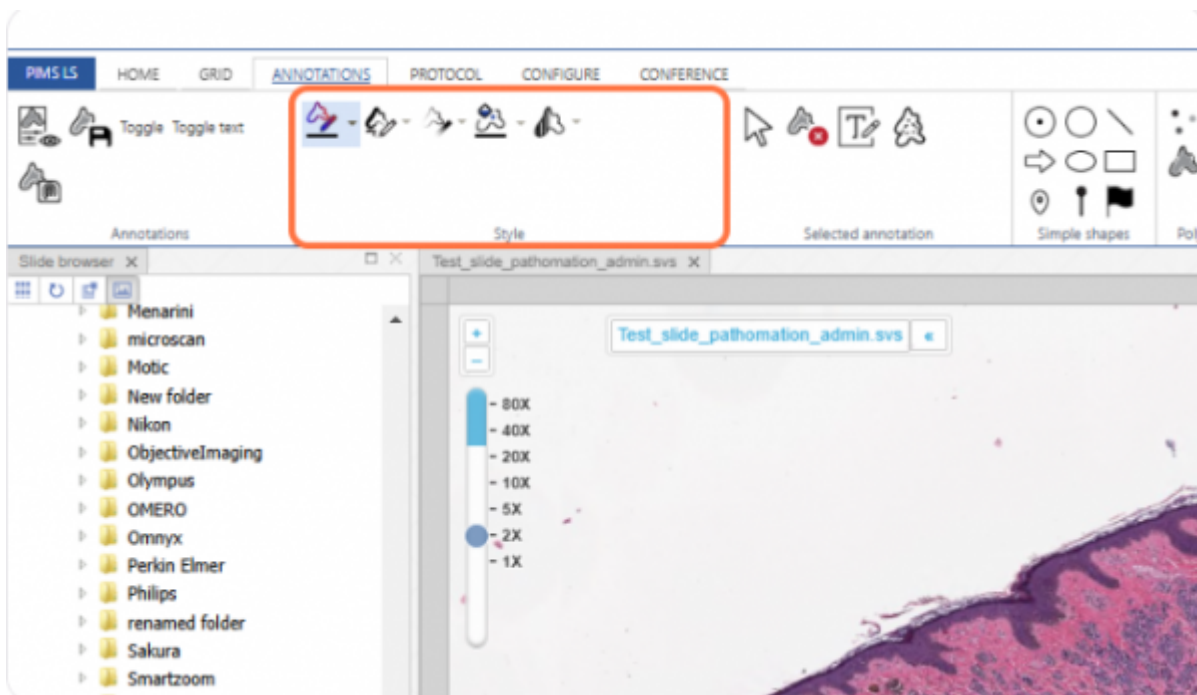 PIMS LS HOME GRID ANNOTATIONS PROTOCOL CONFIGURE CONFERENCE
Toggle Toggle text
Annotations Style Selected annotation Simple shapes Pol
Slide browser Test_slide_pathomation_admin.svs
Menarini
microscan
Motic
New folder
Nikon
ObjectiveImaging
Olympus
OMERO
Omnyx
Perkin Elmer
Philips
renamed folder
Sakura
Smartzoom
Test_slide_pathomation_admin.svs «
+
-
- 80X
- 40X
- 20X
- 10X
- 5X
- 2X
- 1X